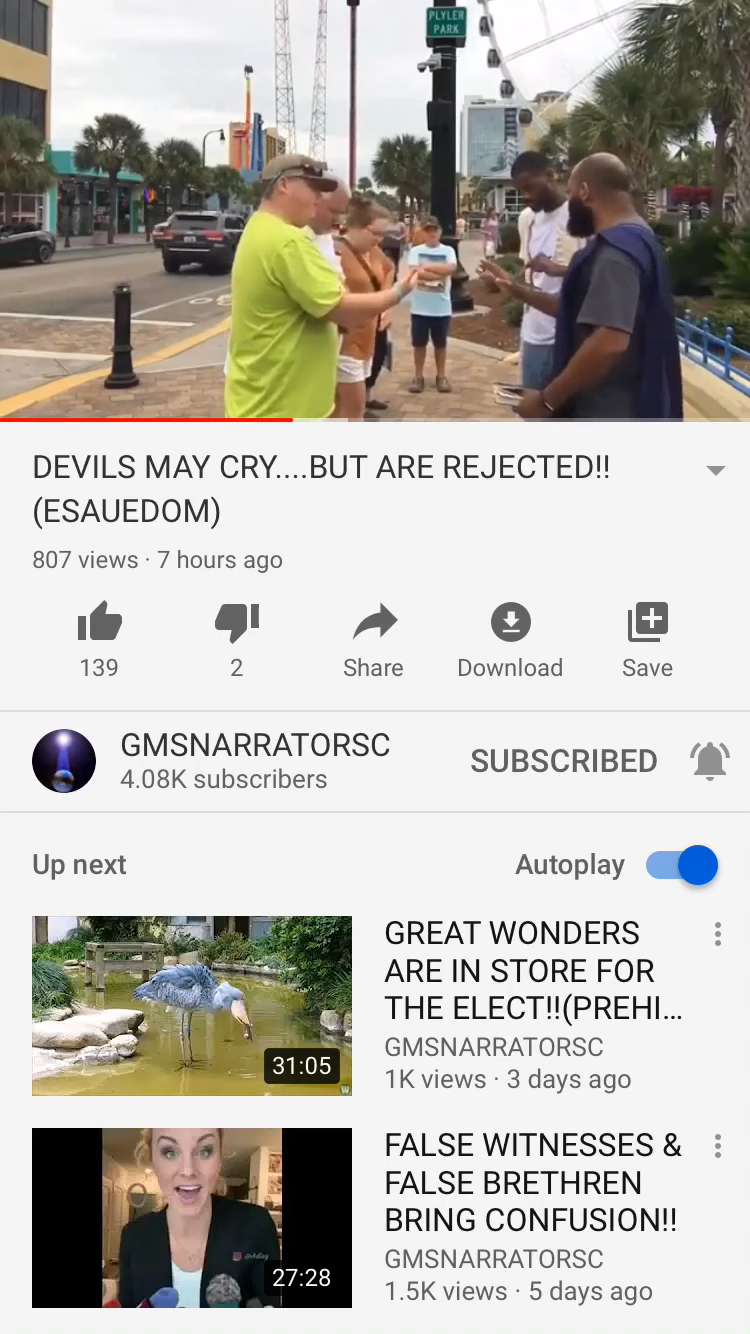 PLYLER
PARK
DEVILS MAY CRY....BUT ARE REJECTED!!
(ESAUEDOM)
807 views · 7 hours ago
139
2
Share
Download
Save
GMSNARRATORSC
4.08K subscribers
SUBSCRIBED
Up next
Autoplay
31:05
GREAT WONDERS
ARE IN STORE FOR
THE ELECT!!(PREHI...
GMSNARRATORSC
1K views · 3 days ago
27:28
FALSE WITNESSES &
FALSE BRETHREN
BRING CONFUSION!!
GMSNARRATORSC
1.5K views · 5 days ago